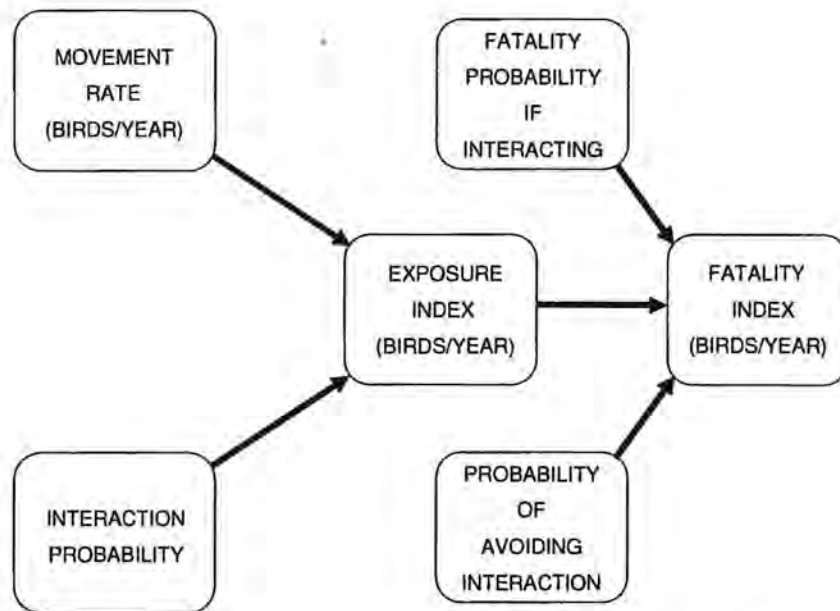 MOVEMENT
RATE
(BIRDS/YEAR)
FATALITY
PROBABILITY
IF
INTERACTING
EXPOSURE
INDEX
(BIRDS/YEAR)
FATALITY
INDEX
(BIRDS/YEAR)
INTERACTION
PROBABILITY
PROBABILITY
OF
AVOIDING
INTERACTION